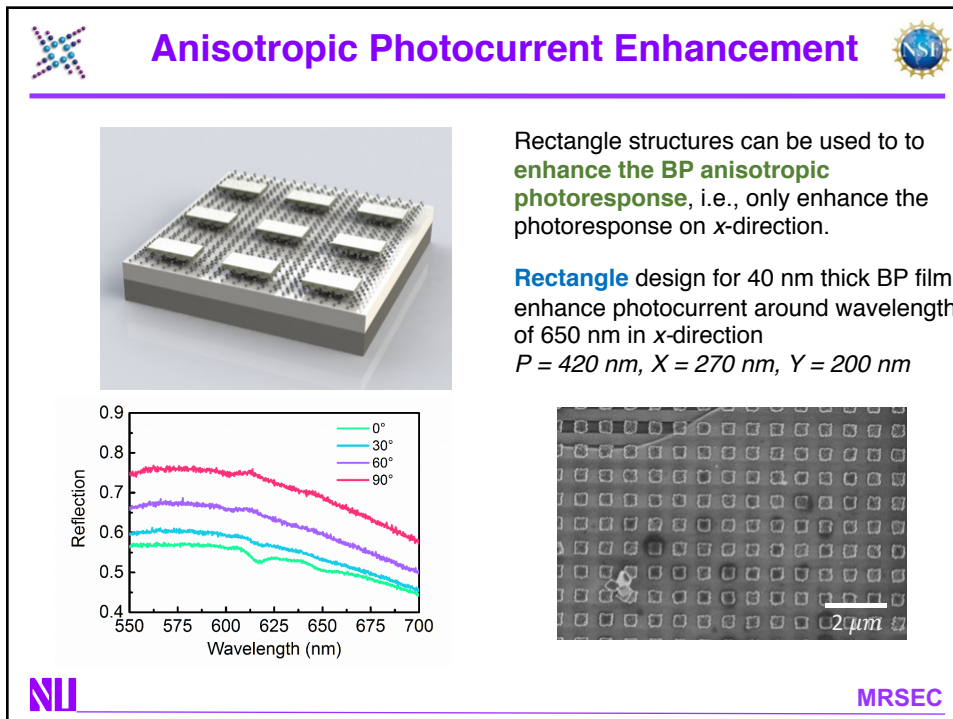 Anisotropic Photocurrent Enhancement
NSF
Rectangle structures can be used to to
enhance the BP anisotropic
photoresponse, i.e., only enhance the
photoresponse on x-direction.
Rectangle design for 40 nm thick BP film
enhance photocurrent around wavelength
of 650 nm in x-direction
P = 420 nm, X = 270 nm, Y = 200 nm
0.9
0.8
0.7
0.6
0.5
0.4
Reflection
0°
30°
60°
90°
550 575 600 625 650 675 700
Wavelength (nm)
2 μm
NU
MRSEC